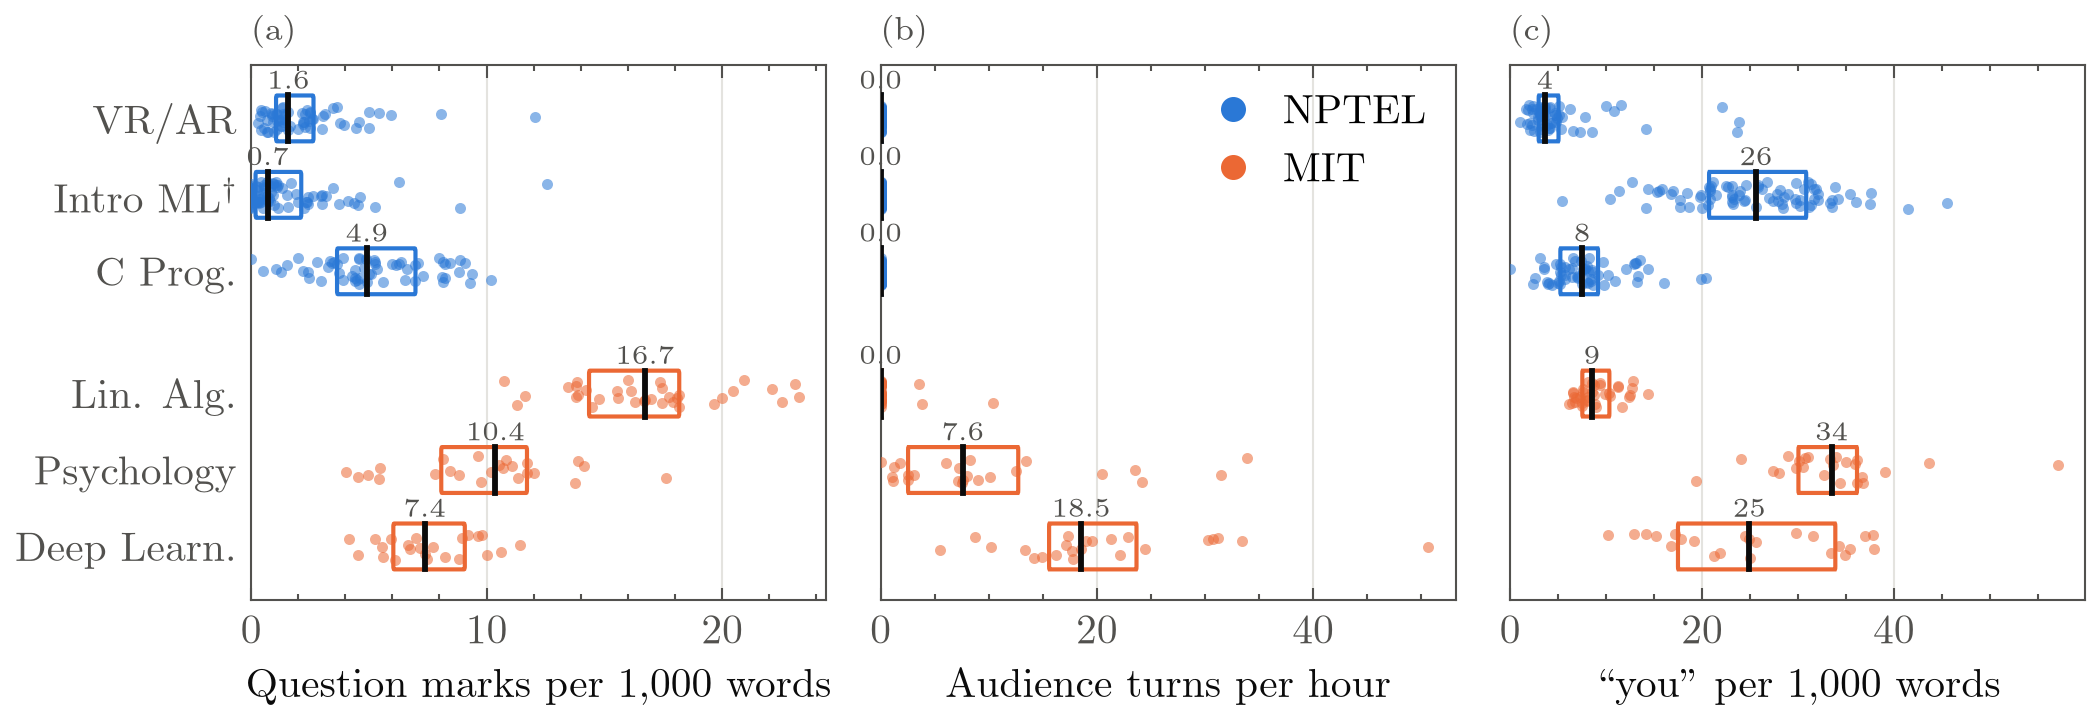 (a)
(b)
(c)
VR/AR
Intro ML†
C Prog.
Lin. Alg.
Psychology
Deep Learn.
1.6
0.7
4.9
16.7
10.4
7.4
0
10
20
Question marks per 1,000 words
0.0
0.0
0.0
0.0
7.6
18.5
NPTEL
MIT
0
20
40
Audience turns per hour
4
26
8
9
34
25
0
20
40
“you” per 1,000 words